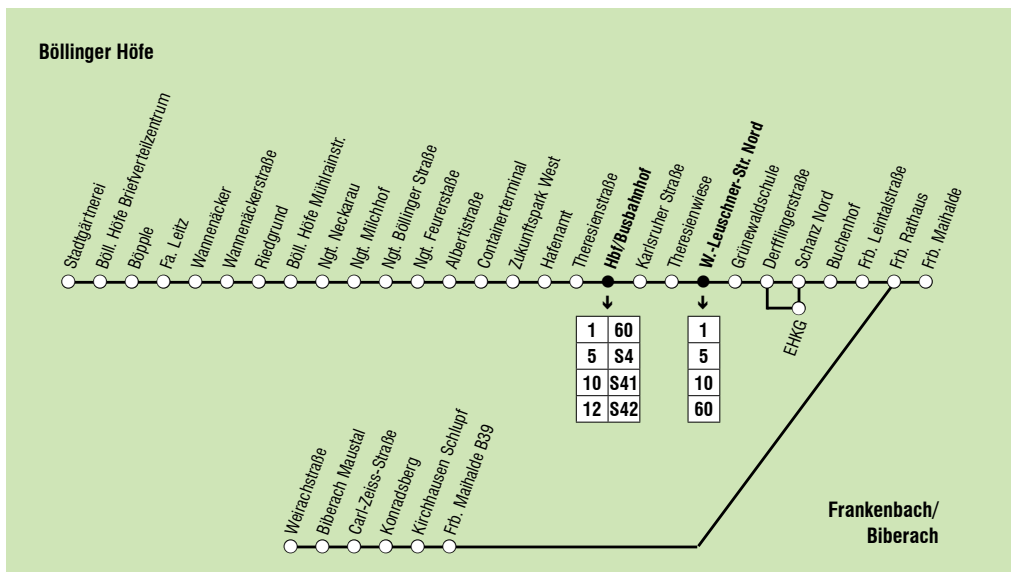 Böllinger Höfe
Stadtgärtnerei
Böll. Höfe Briefverteilzentrum
Böpple
Fa. Leitz
Wannenäcker
Wannenäckerstraße
Riedgrund
Böll. Höfe Mühlrainstr.
Ngt. Neckarau
Ngt. Milchhof
Ngt. Böllinger Straße
Ngt. Feurerstaße
Albertistraße
Containerterminal
Zukunftspark West
Hafenamt
Theresienstraße
Hbf/Busbahnhof
Karlsruher Straße
Theresienwiese
W.-Leuschner-Str. Nord
Grünewaldschule
Derfflingerstraße
Schanz Nord
Buchenhof
Frb. Leintalstraße
Frb. Rathaus
Frb. Maihalde
EHKG
1 60
5 S4
10 S41
12 S42
1
5
10
60
Weirachstraße
Biberach Maustal
Carl-Zeiss-Straße
Konradsberg
Kirchhausen Schlupf
Frb. Maihalde B39
Frankenbach/
Biberach